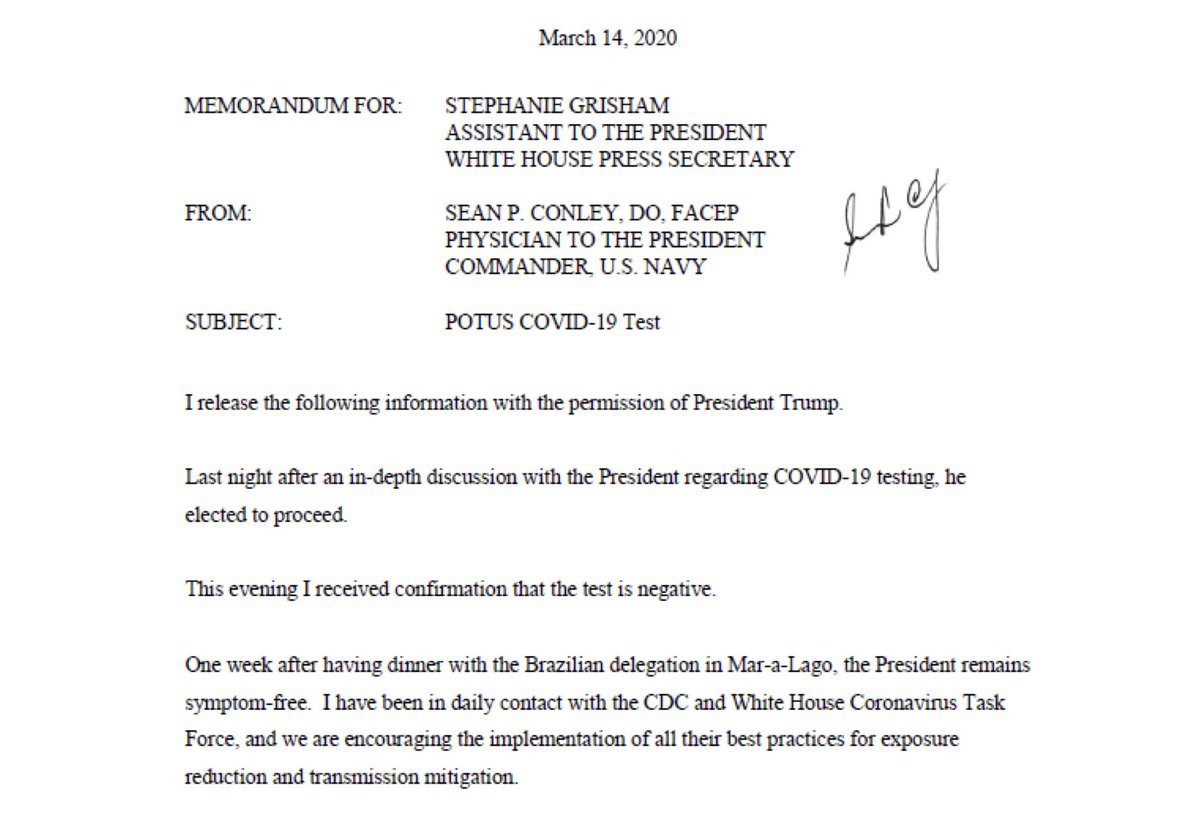 March 14, 2020
MEMORANDUM FOR: STEPHANIE GRISHAM
ASSISTANT TO THE PRESIDENT
WHITE HOUSE PRESS SECRETARY
FROM: SEAN P. CONLEY, DO, FACEP
PHYSICIAN TO THE PRESIDENT
COMMANDER, U.S. NAVY
SUBJECT: POTUS COVID-19 Test
I release the following information with the permission of President Trump.
Last night after an in-depth discussion with the President regarding COVID-19 testing, he
elected to proceed.
This evening I received confirmation that the test is negative.
One week after having dinner with the Brazilian delegation in Mar-a-Lago, the President remains
symptom-free.  I have been in daily contact with the CDC and White House Coronavirus Task
Force, and we are encouraging the implementation of all their best practices for exposure
reduction and transmission mitigation.